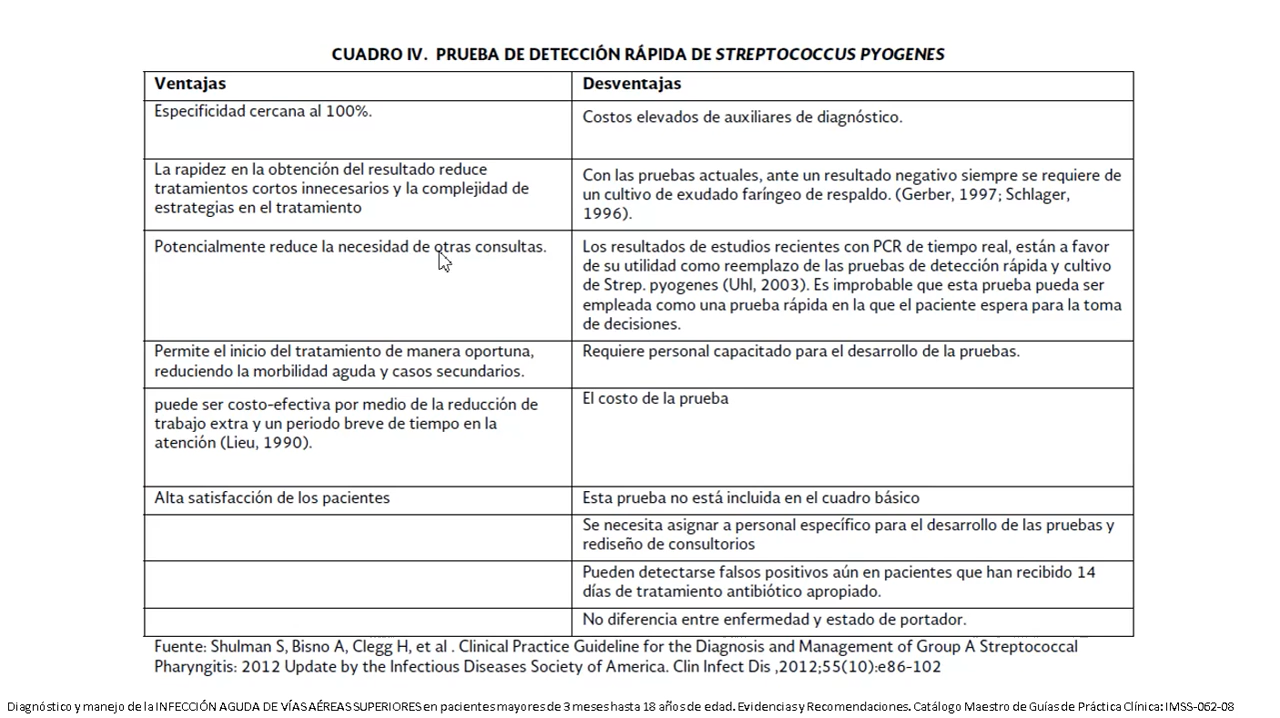 CUADRO IV. PRUEBA DE DETECCIÓN RÁPIDA DE STREPTOCOCCUS PYOGENES
Ventajas
Desventajas
Especificidad cercana al 100%.
Costos elevados de auxiliares de diagnóstico.
La rapidez en la obtención del resultado reduce
tratamientos cortos innecesarios y la complejidad de
estrategias en el tratamiento
Con las pruebas actuales, ante un resultado negativo siempre se requiere de
un cultivo de exudado faríngeo de respaldo. (Gerber, 1997; Schlager,
1996).
Potencialmente reduce la necesidad de otras consultas.
Los resultados de estudios recientes con PCR de tiempo real, están a favor
de su utilidad como reemplazo de las pruebas de detección rápida y cultivo
de Strep. pyogenes (Uhl, 2003). Es improbable que esta prueba pueda ser
empleada como una prueba rápida en la que el paciente espera para la toma
de decisiones.
Permite el inicio del tratamiento de manera oportuna,
reduciendo la morbilidad aguda y casos secundarios.
Requiere personal capacitado para el desarrollo de la pruebas.
puede ser costo-efectiva por medio de la reducción de
trabajo extra y un periodo breve de tiempo en la
atención (Lieu, 1990).
El costo de la prueba
Alta satisfacción de los pacientes
Esta prueba no está incluida en el cuadro básico
Se necesita asignar a personal específico para el desarrollo de las pruebas y
rediseño de consultorios
Pueden detectarse falsos positivos aún en pacientes que han recibido 14
días de tratamiento antibiótico apropiado.
No diferencia entre enfermedad y estado de portador.
Fuente: Shulman S, Bisno A, Clegg H, et al . Clinical Practice Guideline for the Diagnosis and Management of Group A Streptococcal
Pharyngitis: 2012 Update by the Infectious Diseases Society of America. Clin Infect Dis ,2012;55(10):e86-102
Diagnóstico y manejo de la INFECCIÓN AGUDA DE VÍAS AÉREAS SUPERIORES en pacientes mayores de 3 meses hasta 18 años de edad. Evidencias y Recomendaciones. Catálogo Maestro de Guías de Práctica Clínica: IMSS-062-08